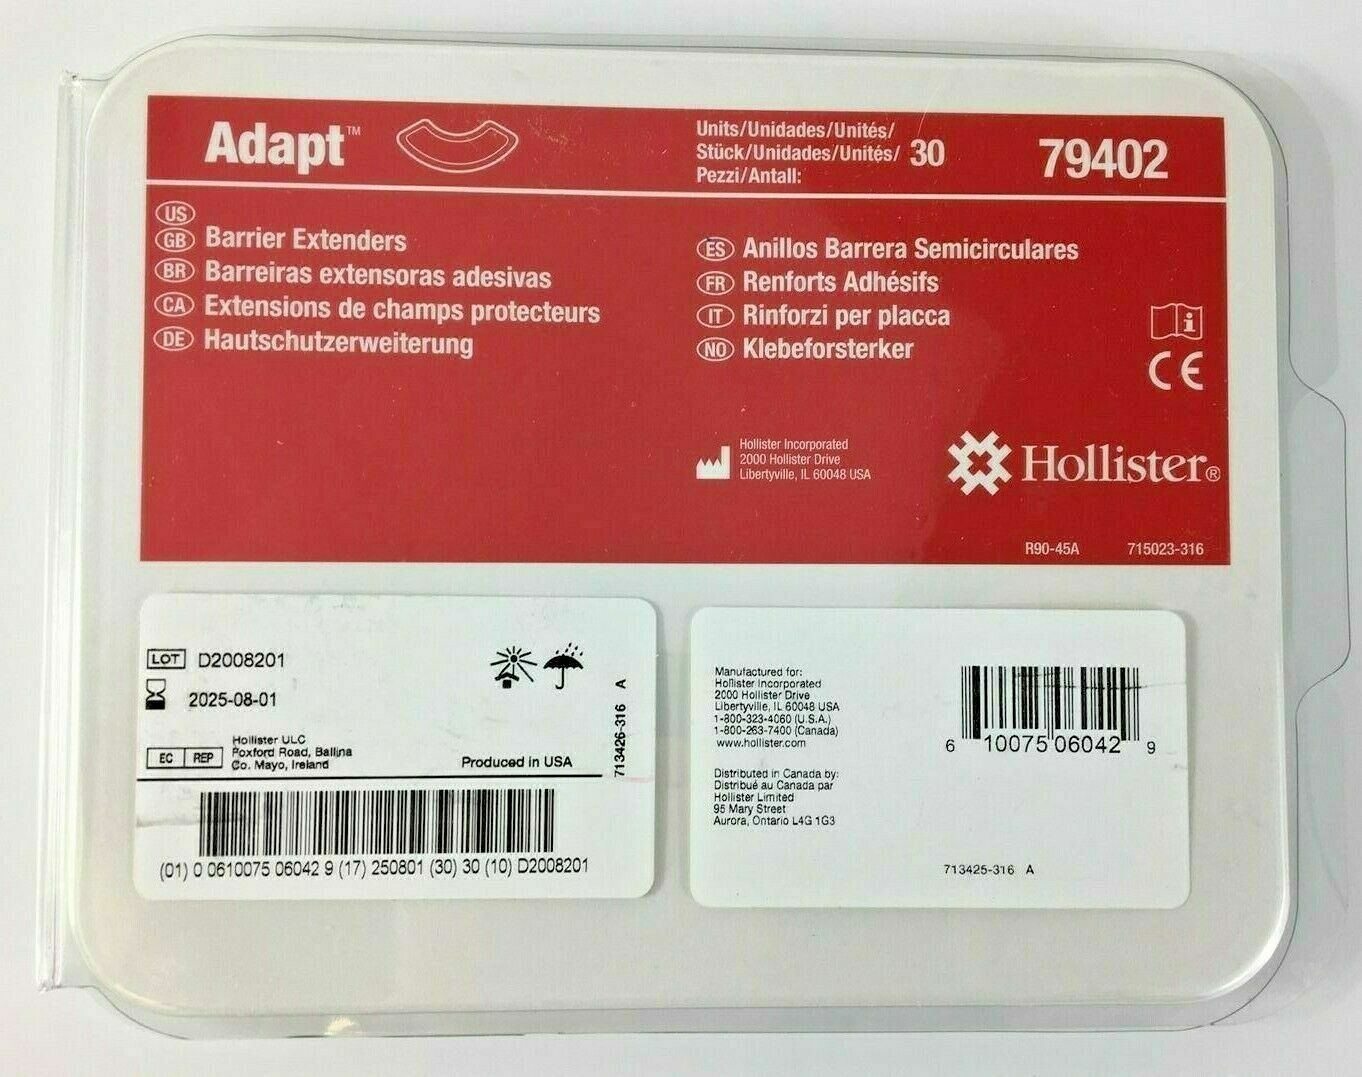 Adapt™
Units/Unidades/Unités/
Stück/Unidades/Unités/ 30
Pezzi/Antall:
79402
US
GB Barrier Extenders
BR Barreiras extensoras adesivas
CA Extensions de champs protecteurs
DE Hautschutzerweiterung
ES Anillos Barrera Semicirculares
FR Renforts Adhésifs
IT Rinforzi per placca
NO Klebeforsterker
i
CE
Hollister Incorporated
2000 Hollister Drive
Libertyville, IL 60048 USA
Hollister®
R90-45A 715023-316
LOT D2008201
2025-08-01
EC REP
Hollister ULC
Foxford Road, Ballina
Co. Mayo, Ireland
Produced in USA
713426-316 A
(01) 0 0610075 06042 9 (17) 250801 (30) 30 (10) D2008201
Manufactured for:
Hollister Incorporated
2000 Hollister Drive
Libertyville, IL 60048 USA
1-800-323-4060 (U.S.A.)
1-800-263-7400 (Canada)
www.hollister.com
Distributed in Canada by:
Distribué au Canada par
Hollister Limited
95 Mary Street
Aurora, Ontario L4G 1G3
6 10075 06042 9
713425-316 A